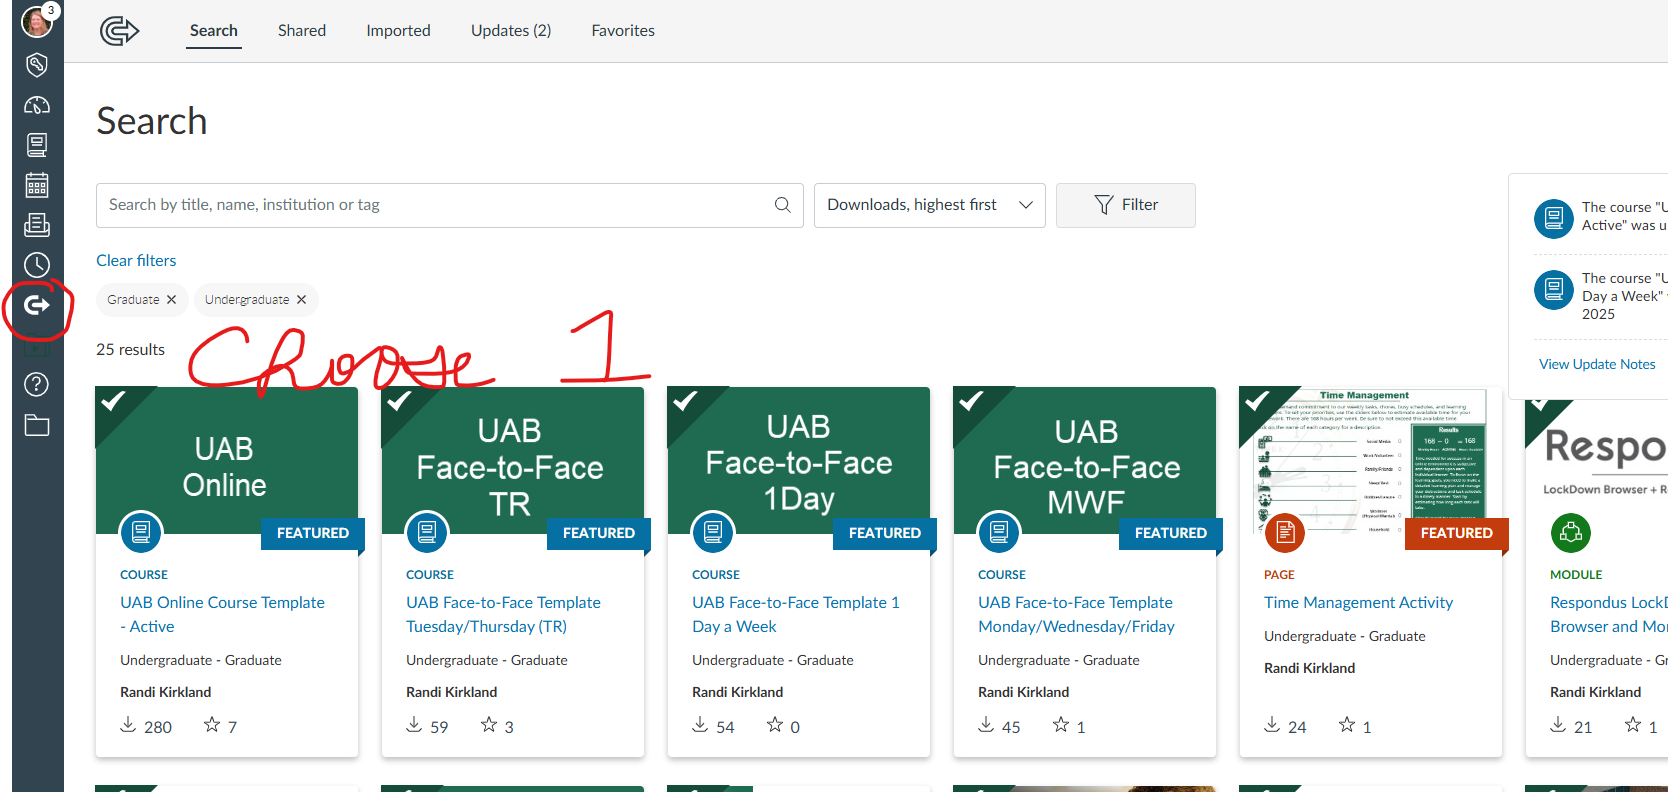 3
Search
Shared
Imported
Updates (2)
Favorites
Search
Search by title, name, institution or tag
Downloads, highest first
Filter
Clear filters
Graduate
Undergraduate
25 results
Choose 1
The course "U
Active" was u
The course "U
Day a Week"
2025
View Update Notes
UAB
Online
FEATURED
COURSE
UAB Online Course Template
- Active
Undergraduate - Graduate
Randi Kirkland
280
7
UAB
Face-to-Face
TR
FEATURED
COURSE
UAB Face-to-Face Template
Tuesday/Thursday (TR)
Undergraduate - Graduate
Randi Kirkland
59
3
UAB
Face-to-Face
1Day
FEATURED
COURSE
UAB Face-to-Face Template 1
Day a Week
Undergraduate - Graduate
Randi Kirkland
54
0
UAB
Face-to-Face
MWF
FEATURED
COURSE
UAB Face-to-Face Template
Monday/Wednesday/Friday
Undergraduate - Graduate
Randi Kirkland
45
1
Time Management
Results
168 - 0 = 168
FEATURED
PAGE
Time Management Activity
Undergraduate - Graduate
Randi Kirkland
24
1
Respo
LockDown Browser + R
MODULE
Respondus LockD
Browser and Mo
Undergraduate - Gr
Randi Kirkland
21
1